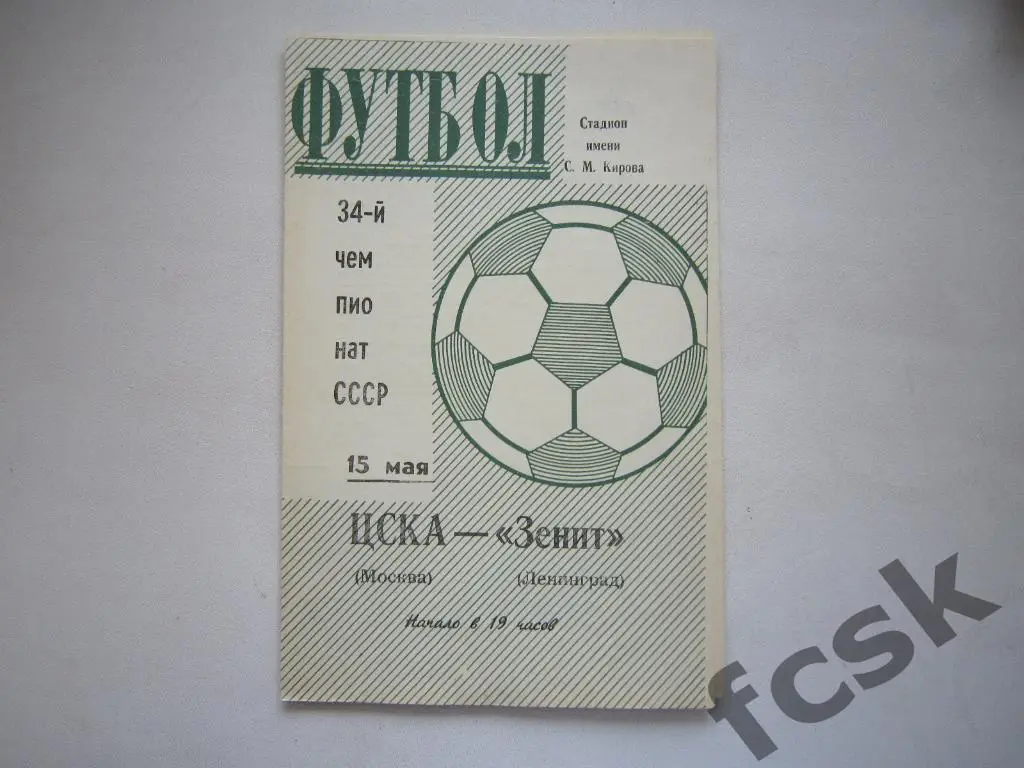 ФУТБОЛ
Стадион
имени
С. М. Кирова
34-й
чем
пио
нат
СССР
15 мая
ЦСКА — «Зенит»
(Москва) (Ленинград)
Начало в 19 часов
fcsk